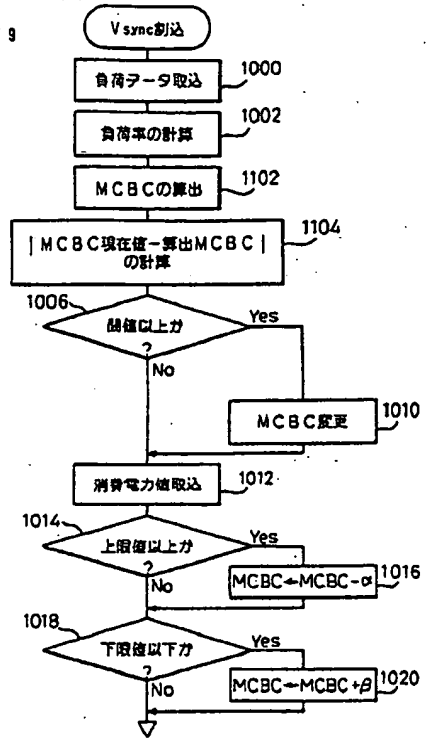 9
Vsync割込
1000
負荷データ取込
1002
負荷率の計算
1102
MCBCの算出
1104
|MCBC現在値-算出MCBC|
の計算
1006
閾値以上か
?
Yes
No
1010
MCBC変更
1012
消費電力値取込
1014
上限値以上か
?
Yes
No
1016
MCBC←MCBC-α
1018
下限値以下か
?
Yes
No
1020
MCBC←MCBC+β